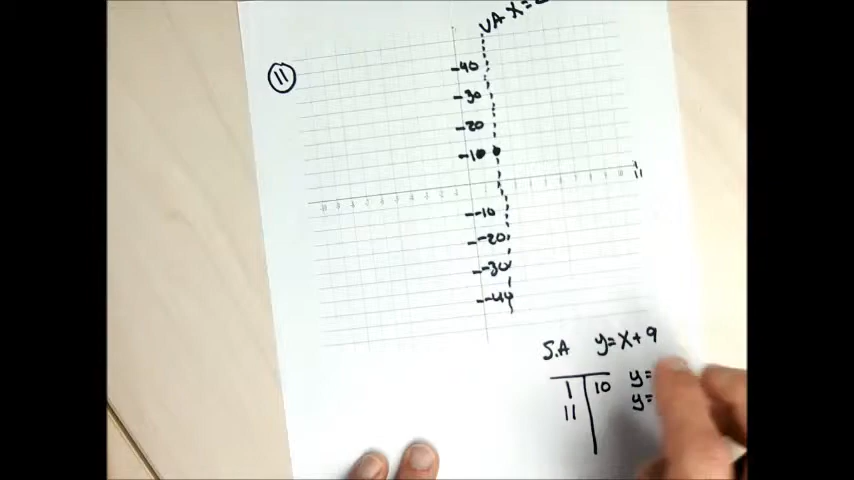 VA X=
11
-40
-30
-20
-10
11
-10
-20
-30
-40
S.A y=x+9
1 10 y=
11 y=